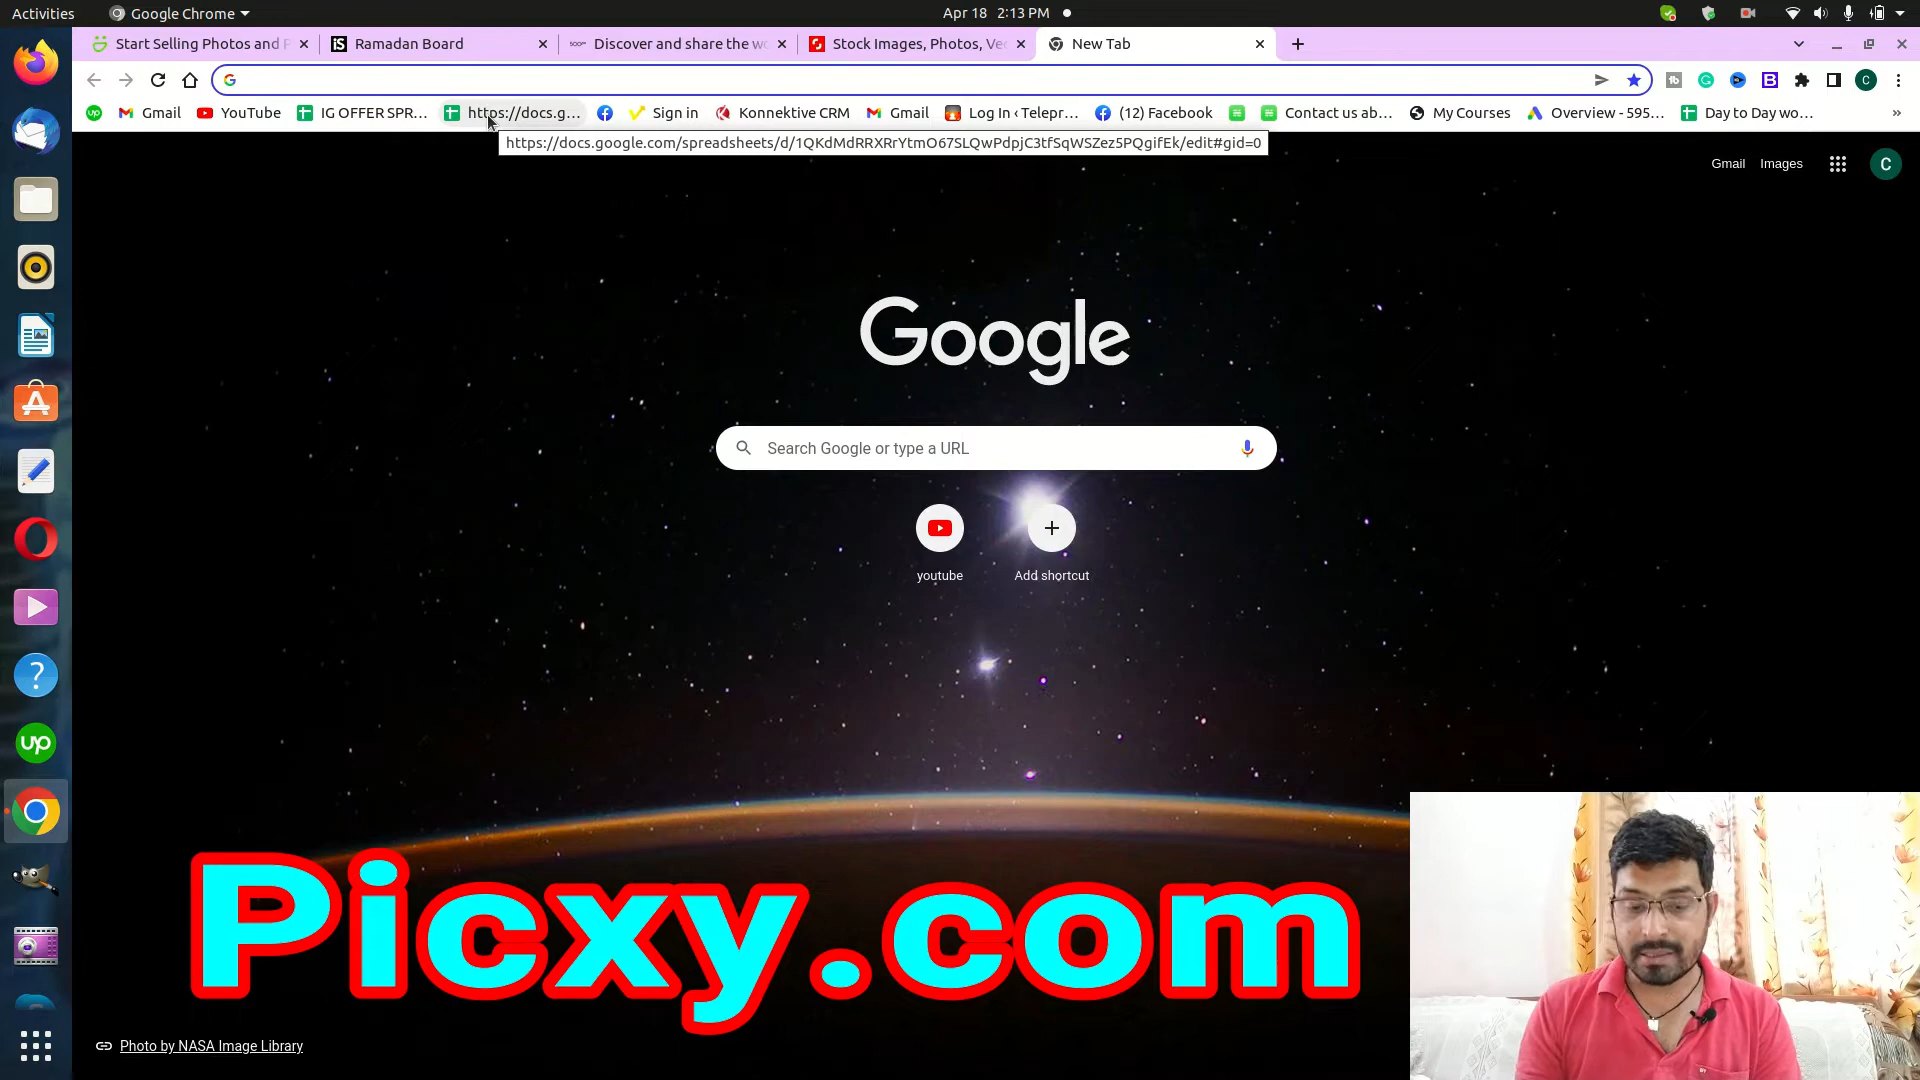 Activities
Google Chrome
Apr 18 2:13 PM
Start Selling Photos and P
Ramadan Board
Discover and share the wo
Stock Images, Photos, Vec
New Tab
Gmail
YouTube
IG OFFER SPR...
https://docs.g...
Sign in
Konnektive CRM
Gmail
Log In ‹ Telepr...
(12) Facebook
Contact us ab...
My Courses
Overview - 595...
Day to Day wo...
»
https://docs.google.com/spreadsheets/d/1QKdMdRRXRrYtmO67SLQwPdpjC3tfSqWSZez5PQgifEk/edit#gid=0
Gmail
Images
C
Google
Search Google or type a URL
youtube
Add shortcut
Picxy.com
Photo by NASA Image Library